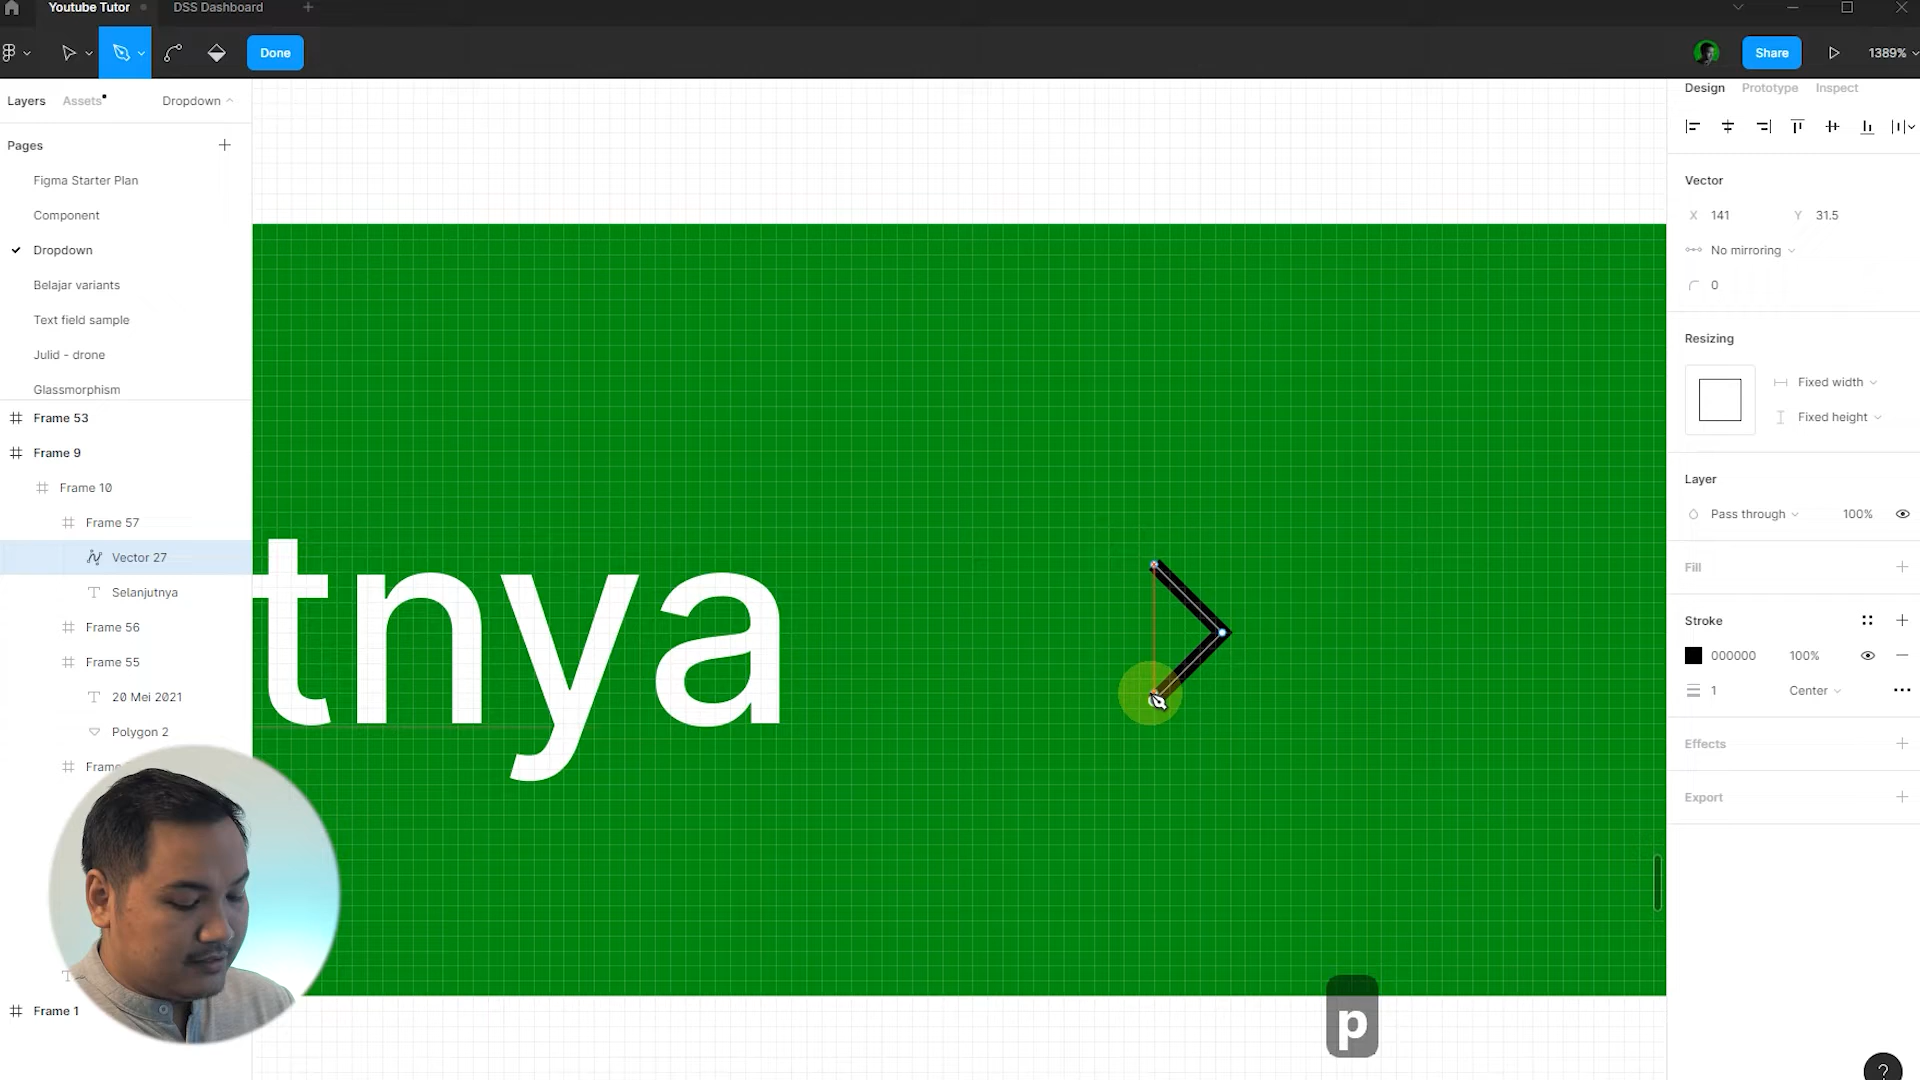 Youtube Tutor
DSS Dashboard
Done
Share
1389%
Layers
Assets
Dropdown
Pages
Figma Starter Plan
Component
Dropdown
Belajar variants
Text field sample
Julid - drone
Glassmorphism
Frame 53
Frame 9
Frame 10
Frame 57
Vector 27
Selanjutnya
Frame 56
Frame 55
20 Mei 2021
Polygon 2
Frame 1
tnya
p
Design
Prototype
Inspect
Vector
X 141
Y 31.5
No mirroring
0
Resizing
Fixed width
Fixed height
Layer
Pass through
100%
Fill
Stroke
000000
100%
1
Center
Effects
Export
?